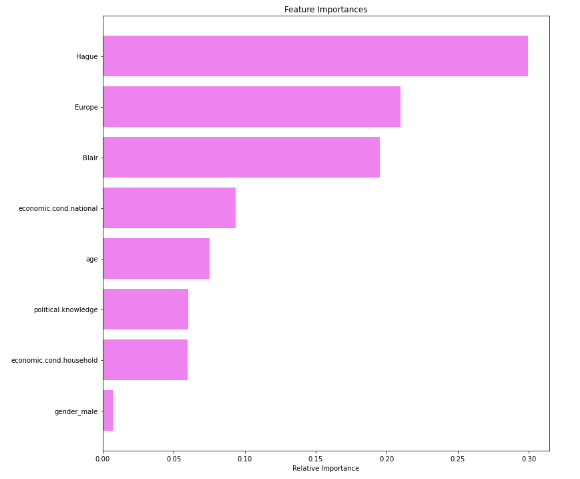 Feature Importances
Hague
Europe
Blair
economic.cond.national
age
political.knowledge
economic.cond.household
gender_male
0.00 0.05 0.10 0.15 0.20 0.25 0.30
Relative Importance